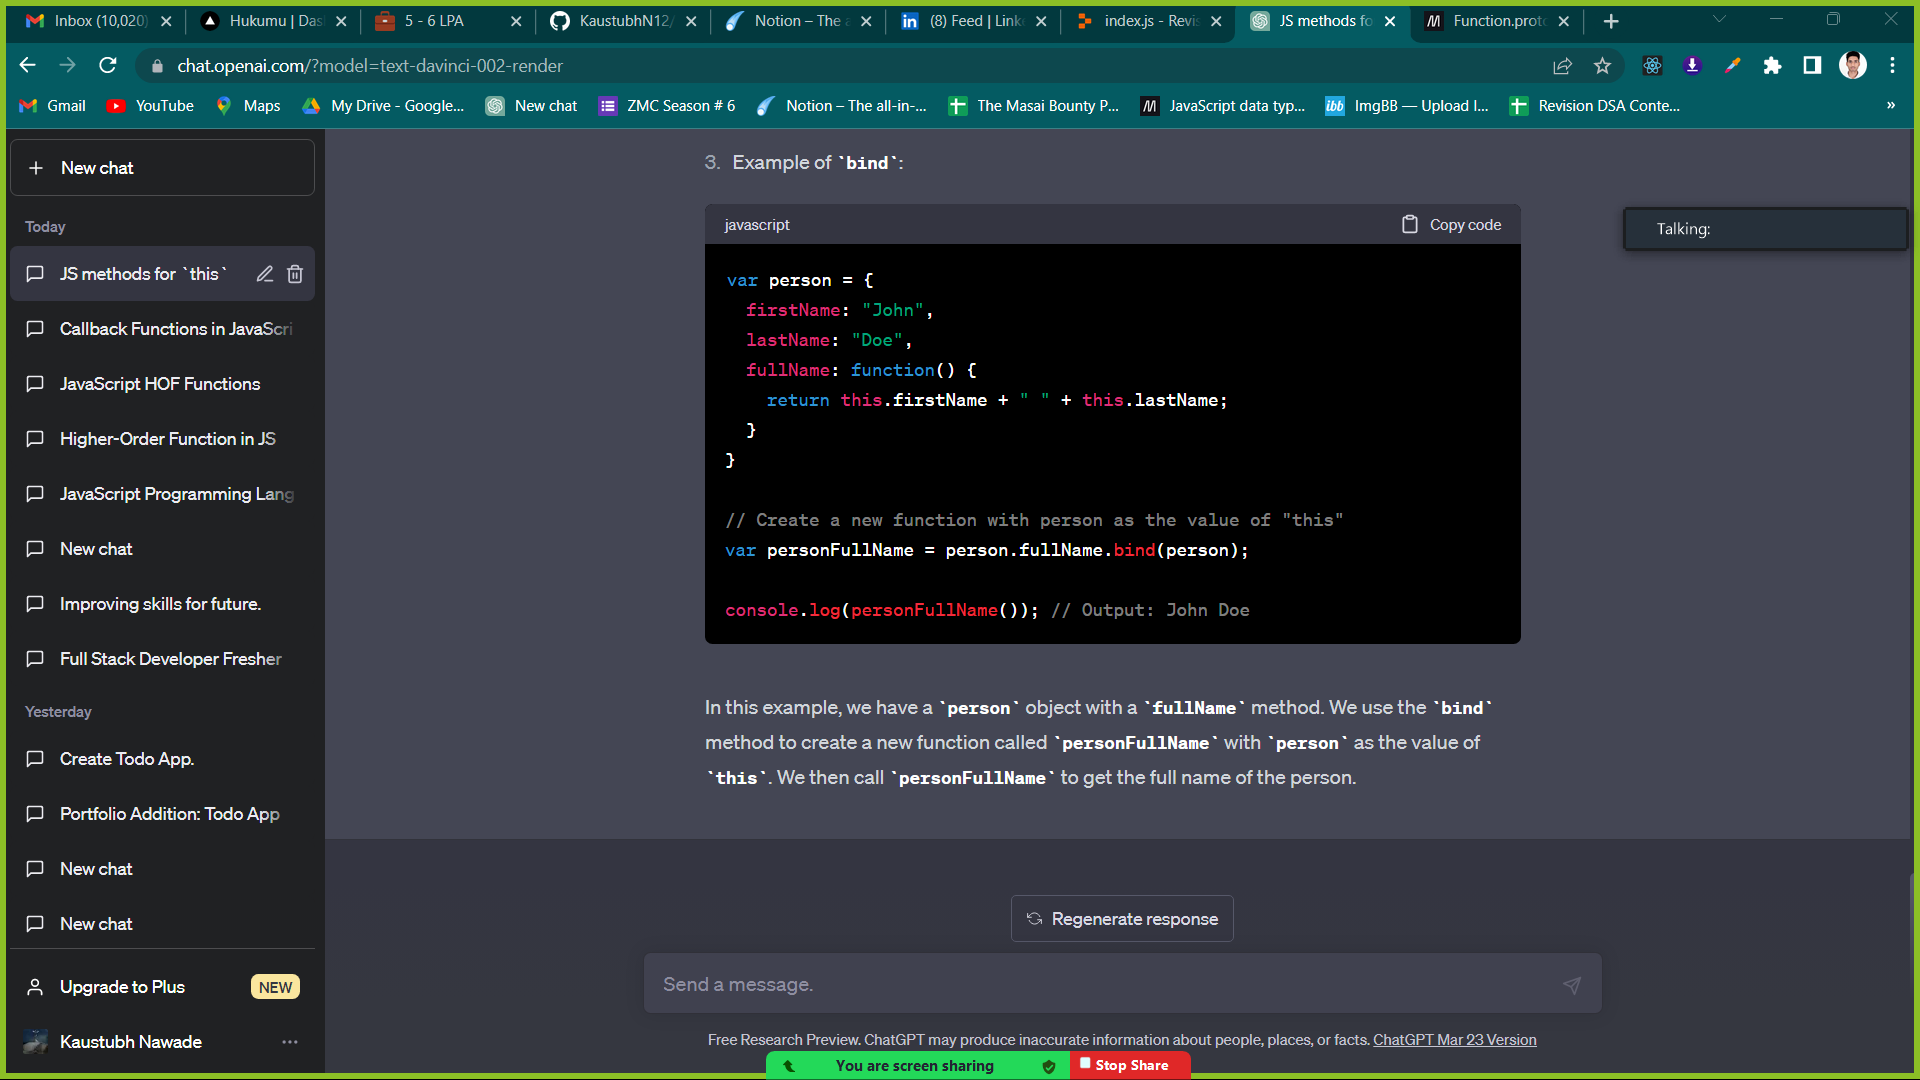 Inbox (10,020)
Hukumu | Das
5 - 6 LPA
KaustubhN12/
Notion – The a
(8) Feed | Link
index.js - Revis
JS methods fo
Function.proto
chat.openai.com/?model=text-davinci-002-render
Gmail
YouTube
Maps
My Drive - Google...
New chat
ZMC Season # 6
Notion – The all-in-...
The Masai Bounty P...
JavaScript data typ...
ibb ImgBB — Upload I...
Revision DSA Conte...
»
New chat
Today
JS methods for `this`
Callback Functions in JavaScri
JavaScript HOF Functions
Higher-Order Function in JS
JavaScript Programming Lang
New chat
Improving skills for future.
Full Stack Developer Fresher
Yesterday
Create Todo App.
Portfolio Addition: Todo App
New chat
New chat
Upgrade to Plus NEW
Kaustubh Nawade
3. Example of `bind`:
javascript Copy code
var person = {
firstName: "John",
lastName: "Doe",
fullName: function() {
return this.firstName + " " + this.lastName;
}
}
// Create a new function with person as the value of "this"
var personFullName = person.fullName.bind(person);
console.log(personFullName()); // Output: John Doe
In this example, we have a `person` object with a `fullName` method. We use the `bind`
method to create a new function called `personFullName` with `person` as the value of
`this`. We then call `personFullName` to get the full name of the person.
Talking:
Regenerate response
Send a message.
Free Research Preview. ChatGPT may produce inaccurate information about people, places, or facts. ChatGPT Mar 23 Version
You are screen sharing
Stop Share